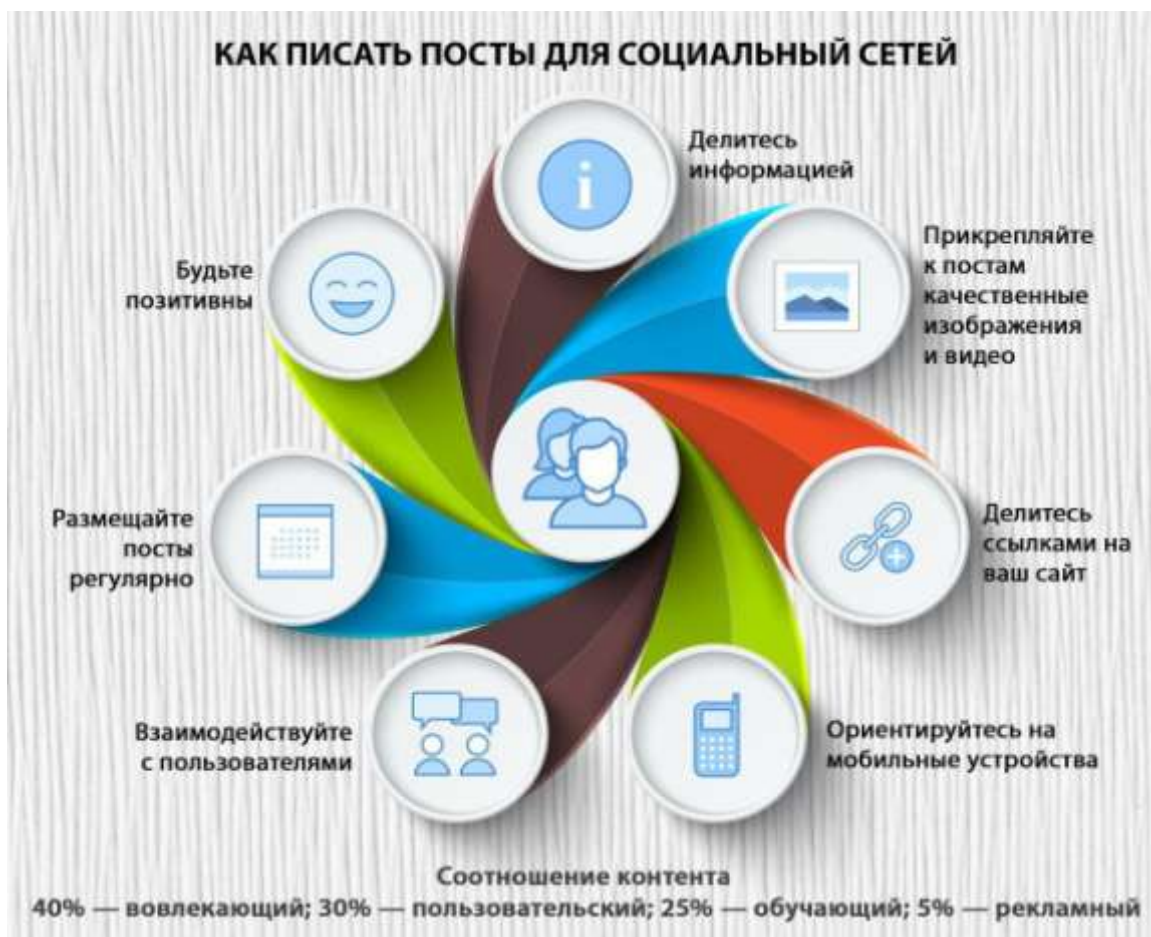 КАК ПИСАТЬ ПОСТЫ ДЛЯ СОЦИАЛЬНЫЙ СЕТЕЙ
Делитесь
информацией
Прикрепляйте
к постам
качественные
изображения
и видео
Делитесь
ссылками на
ваш сайт
Ориентируйтесь на
мобильные устройства
Взаимодействуйте
с пользователями
Размещайте
посты
регулярно
Будьте
позитивны
Соотношение контента
40% — вовлекающий; 30% — пользовательский; 25% — обучающий; 5% — рекламный